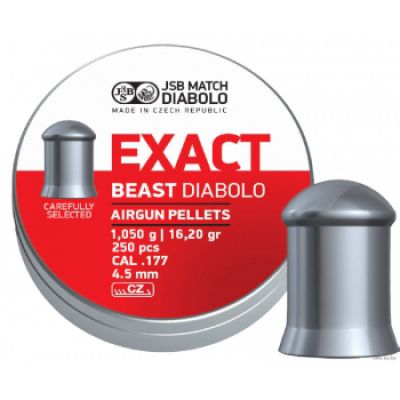 J&B S
JSB MATCH
DIABOLO
MADE IN CZECH REPUBLIC
EXACT
BEAST DIABOLO
CAREFULLY
SELECTED
AIRGUN PELLETS
1,050 g | 16,20 gr
250 pcs
CAL .177
4.5 mm
CZ